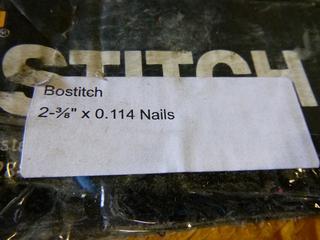 STITCH
Bostitch
2-⅜" x 0.114 Nails